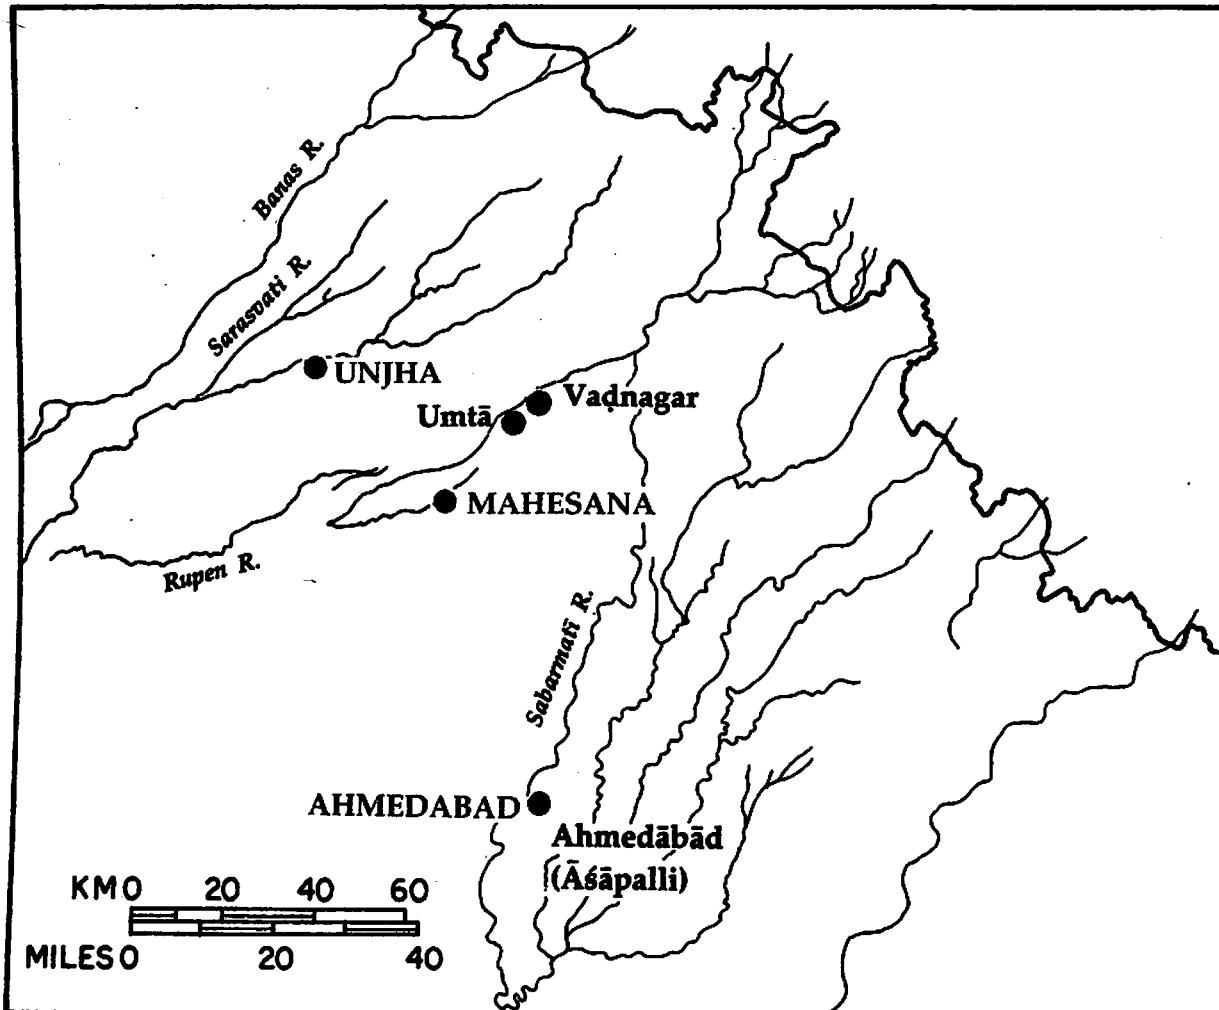 Banas R.
Sarasvati R.
UNJHA
Vaḍnagar
Umtā
MAHESANA
Rupen R.
Sabarmatī R.
AHMEDABAD
Ahmedābād
(Āśāpalli)
KM 0 20 40 60
MILES 0 20 40